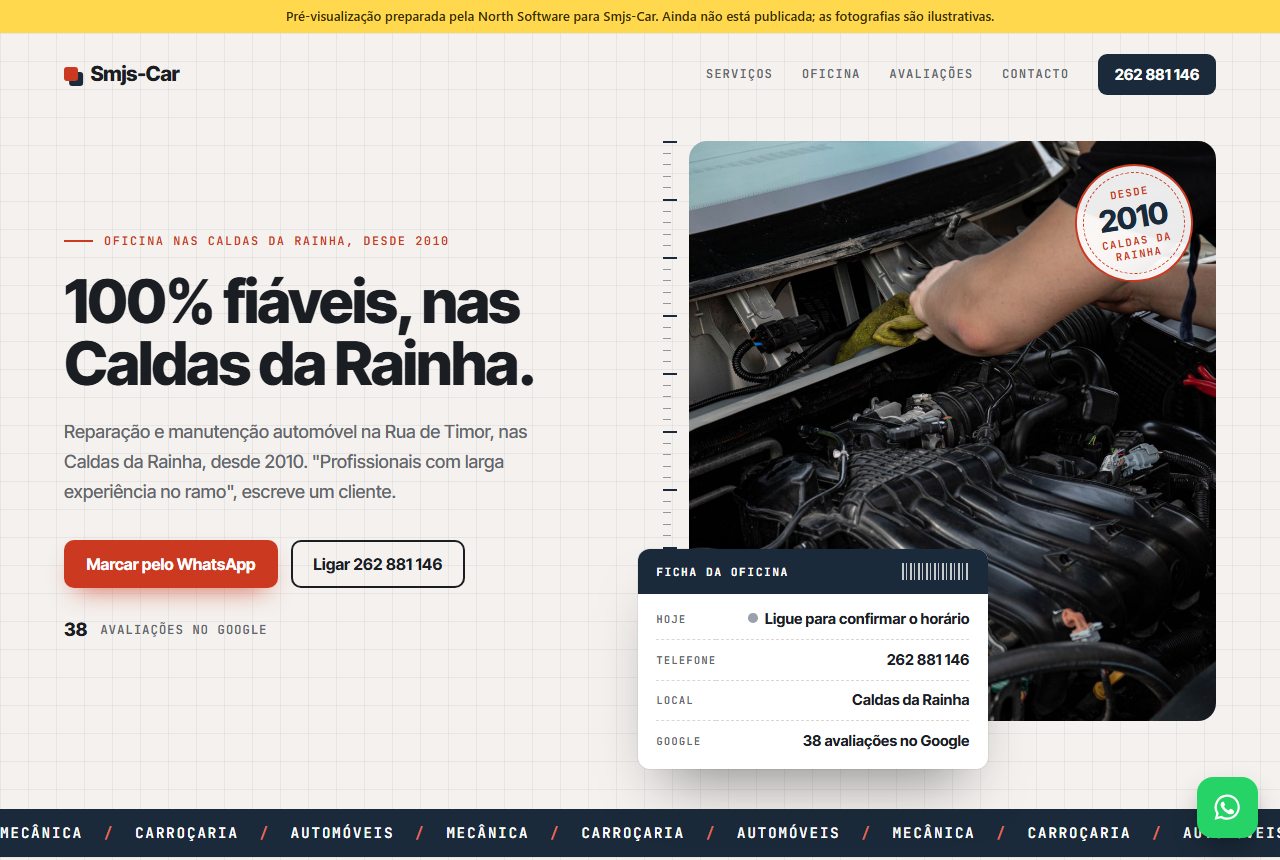 Pré-visualização preparada pela North Software para Smjs-Car. Ainda não está publicada; as fotografias são ilustrativas.
Smjs-Car
SERVIÇOS OFICINA AVALIAÇÕES CONTACTO 262 881 146
DESDE
2010
CALDAS DA
RAINHA
OFICINA NAS CALDAS DA RAINHA, DESDE 2010
100% fiáveis, nas
Caldas da Rainha.
Reparação e manutenção automóvel na Rua de Timor, nas
Caldas da Rainha, desde 2010. "Profissionais com larga
experiência no ramo", escreve um cliente.
Marcar pelo WhatsApp Ligar 262 881 146
38 AVALIAÇÕES NO GOOGLE
FICHA DA OFICINA
HOJE Ligue para confirmar o horário
TELEFONE 262 881 146
LOCAL Caldas da Rainha
GOOGLE 38 avaliações no Google
MECÂNICA / CARROÇARIA / AUTOMÓVEIS / MECÂNICA / CARROÇARIA / AUTOMÓVEIS / MECÂNICA / CARROÇARIA /